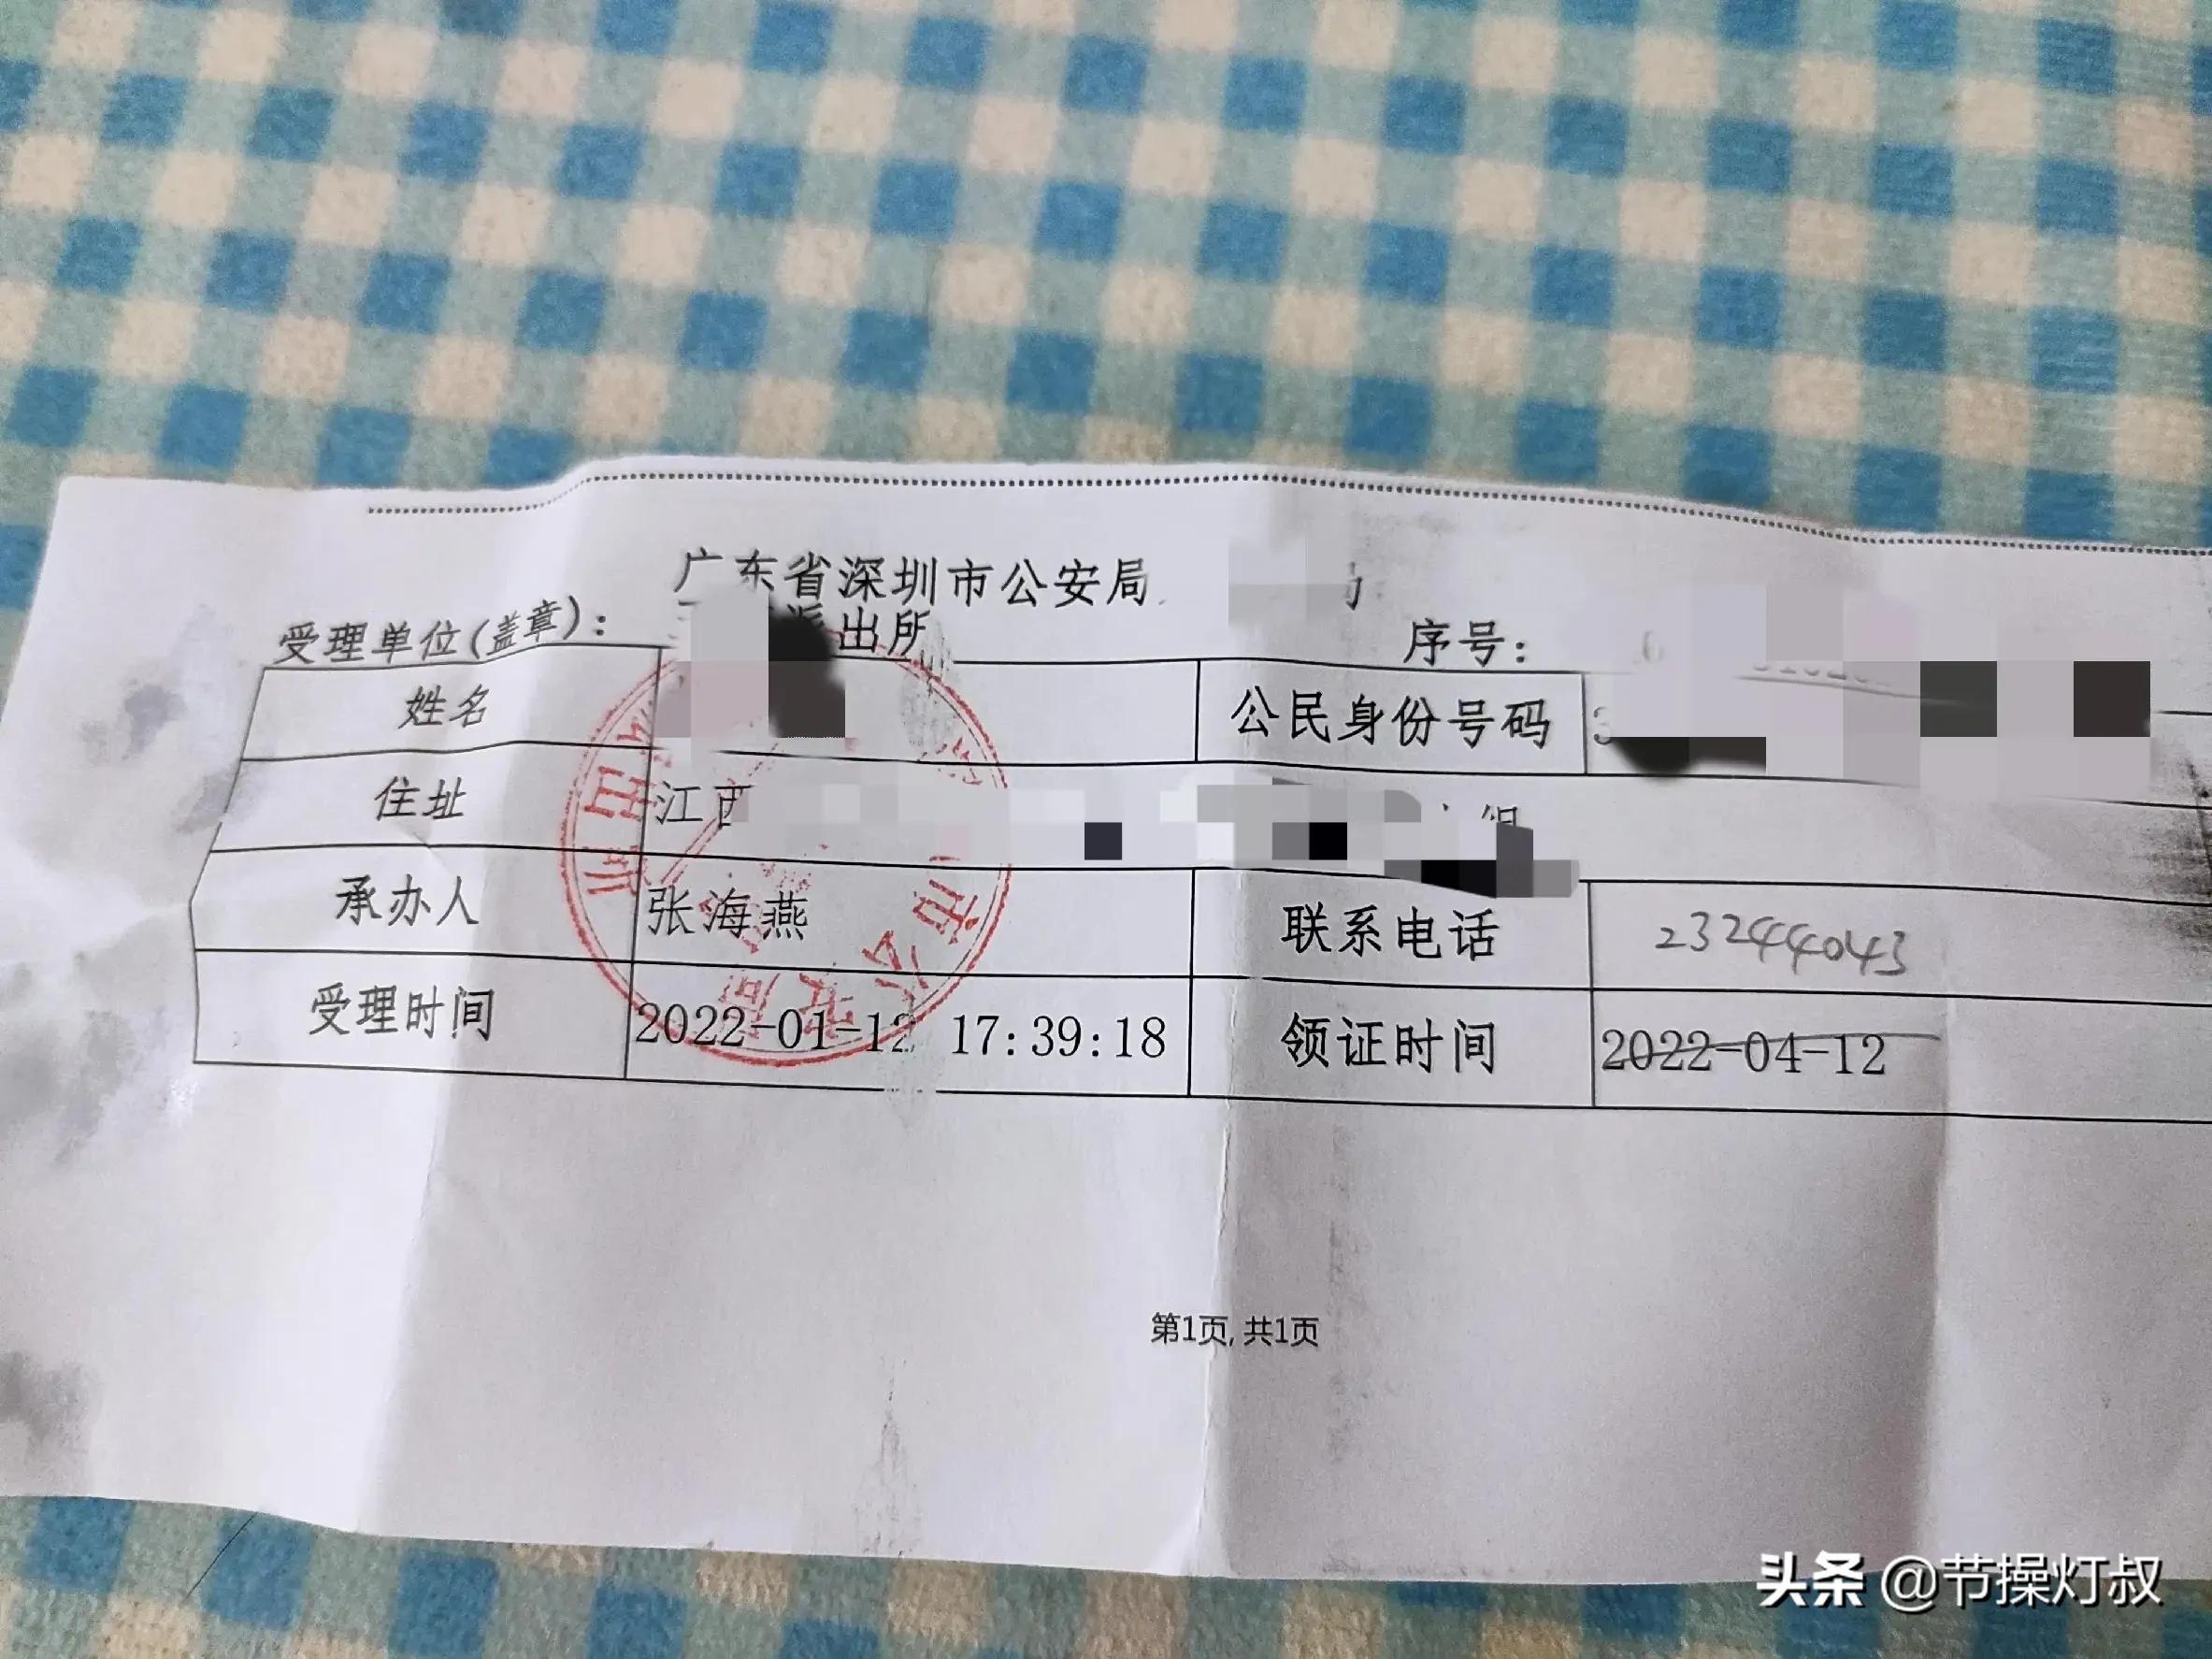 广东省深圳市公安局
受理单位(盖章): 派出所 序号:
姓名 公民身份号码 3
住址 江西 组
承办人 张海燕 联系电话 23244043
受理时间 2022-01-12 17:39:18 领证时间 2022-04-12
第1页, 共1页
头条 @节操灯叔